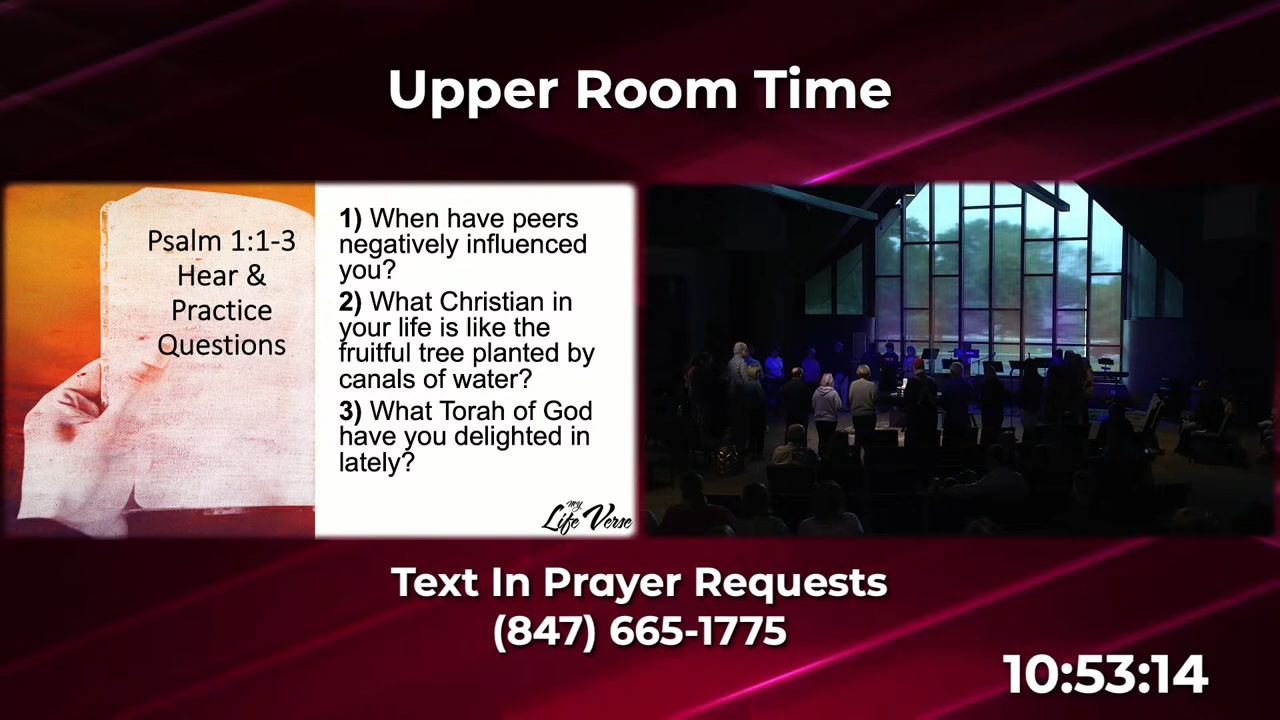 Upper Room Time
Psalm 1:1-3
Hear &
Practice
Questions
1) When have peers
negatively influenced
you?
2) What Christian in
your life is like the
fruitful tree planted by
canals of water?
3) What Torah of God
have you delighted in
lately?
my
Life Verse
Text In Prayer Requests
(847) 665-1775
10:53:14